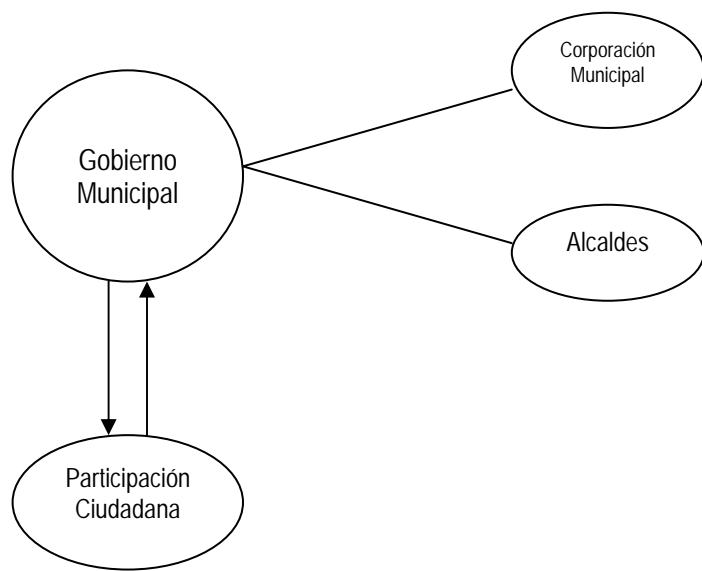 Corporación
Municipal
Gobierno
Municipal
Alcaldes
Participación
Ciudadana